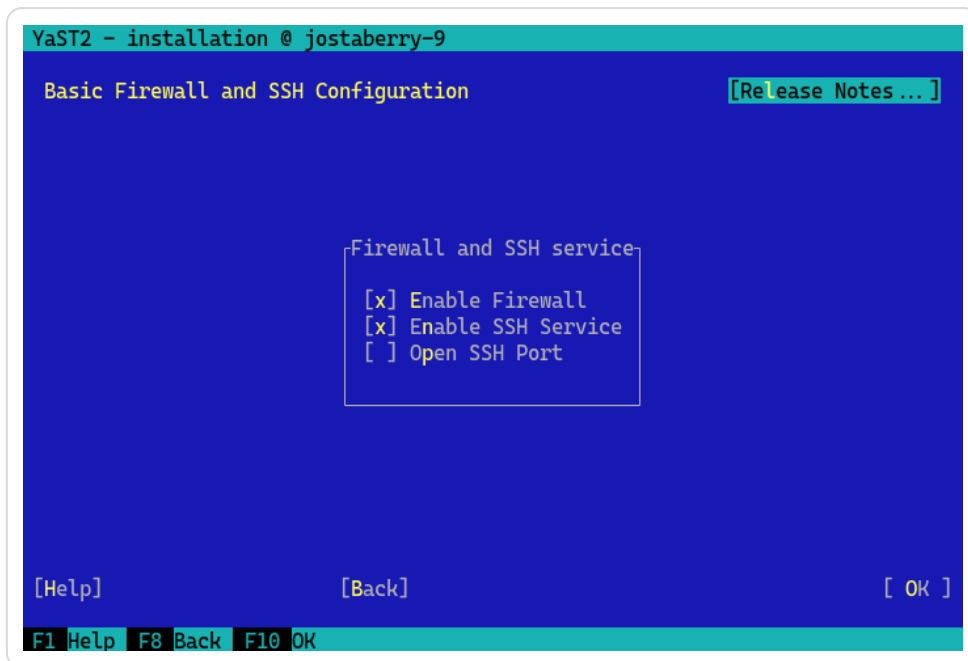 YaST2 - installation @ jostaberry-9
Basic Firewall and SSH Configuration [Release Notes...]
Firewall and SSH service
[x] Enable Firewall
[x] Enable SSH Service
[ ] Open SSH Port
[Help] [Back] [ OK ]
F1 Help F8 Back F10 OK